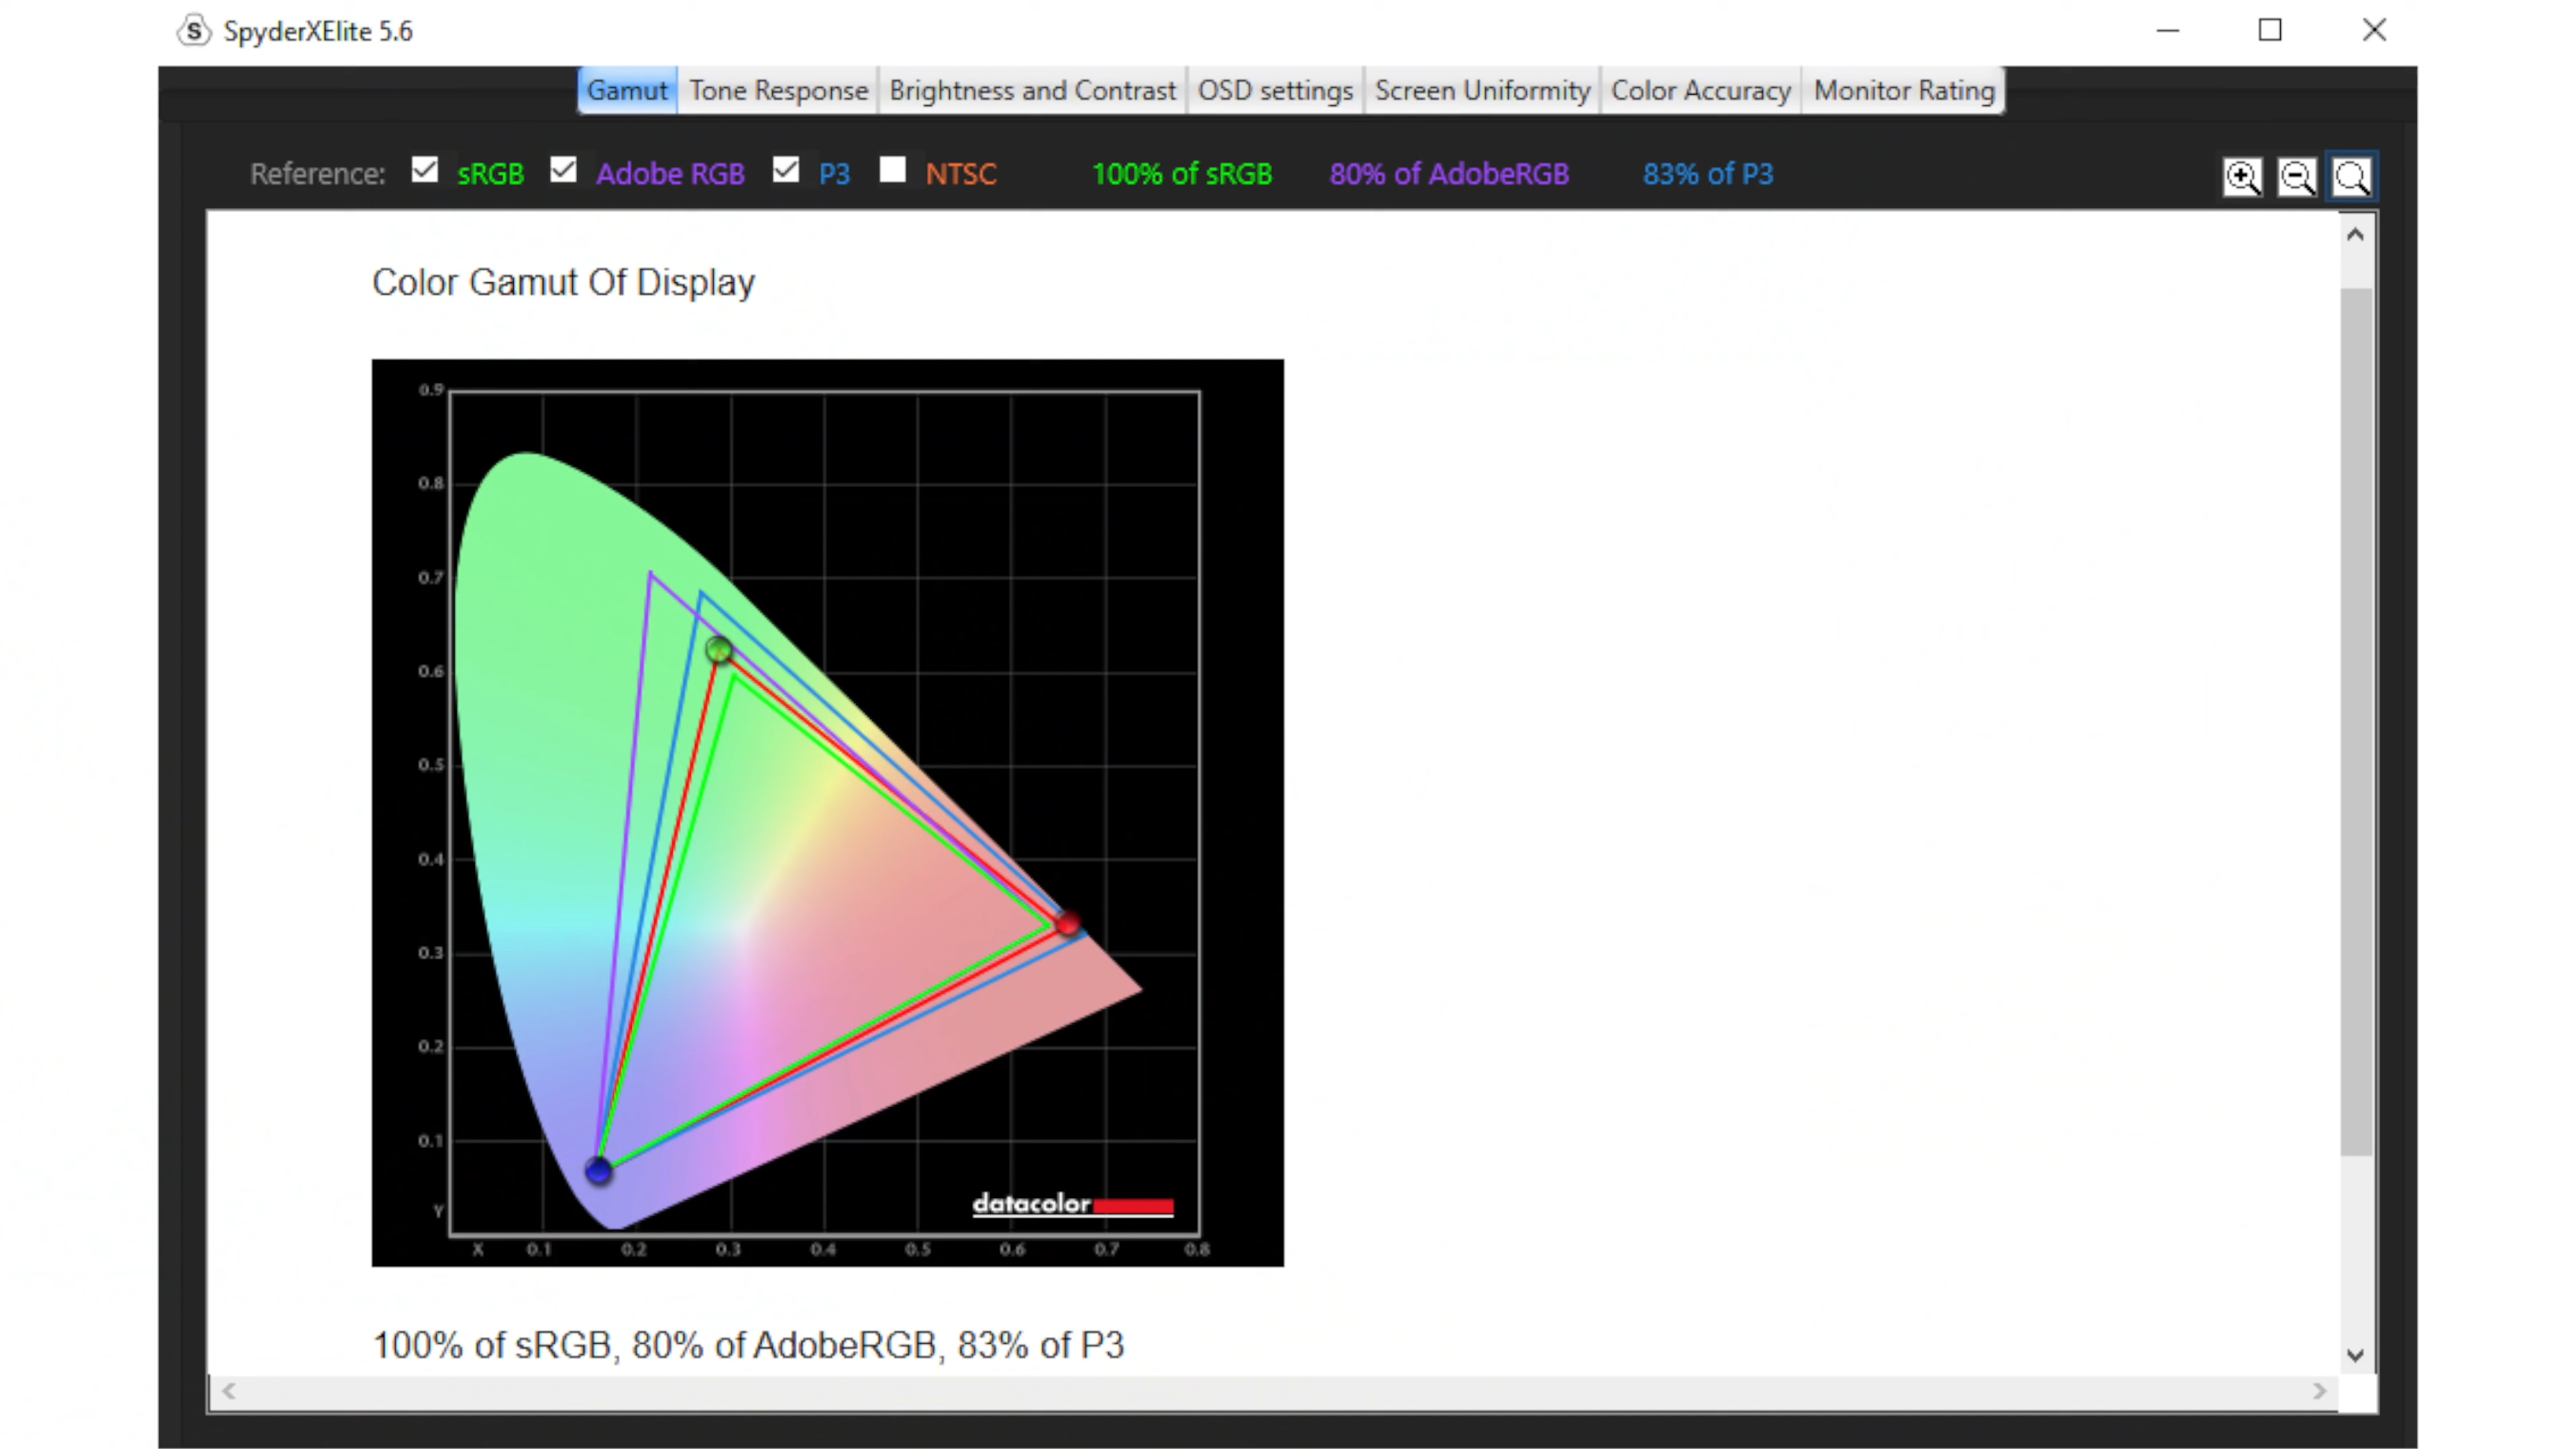 S SpyderXElite 5.6
Gamut Tone Response Brightness and Contrast OSD settings Screen Uniformity Color Accuracy Monitor Rating
Reference: sRGB Adobe RGB P3 NTSC 100% of sRGB 80% of AdobeRGB 83% of P3
Color Gamut Of Display
0.9
0.8
0.7
0.6
0.5
0.4
0.3
0.2
0.1
datacolor
Y
X 0.1 0.2 0.3 0.4 0.5 0.6 0.7 0.8
100% of sRGB, 80% of AdobeRGB, 83% of P3